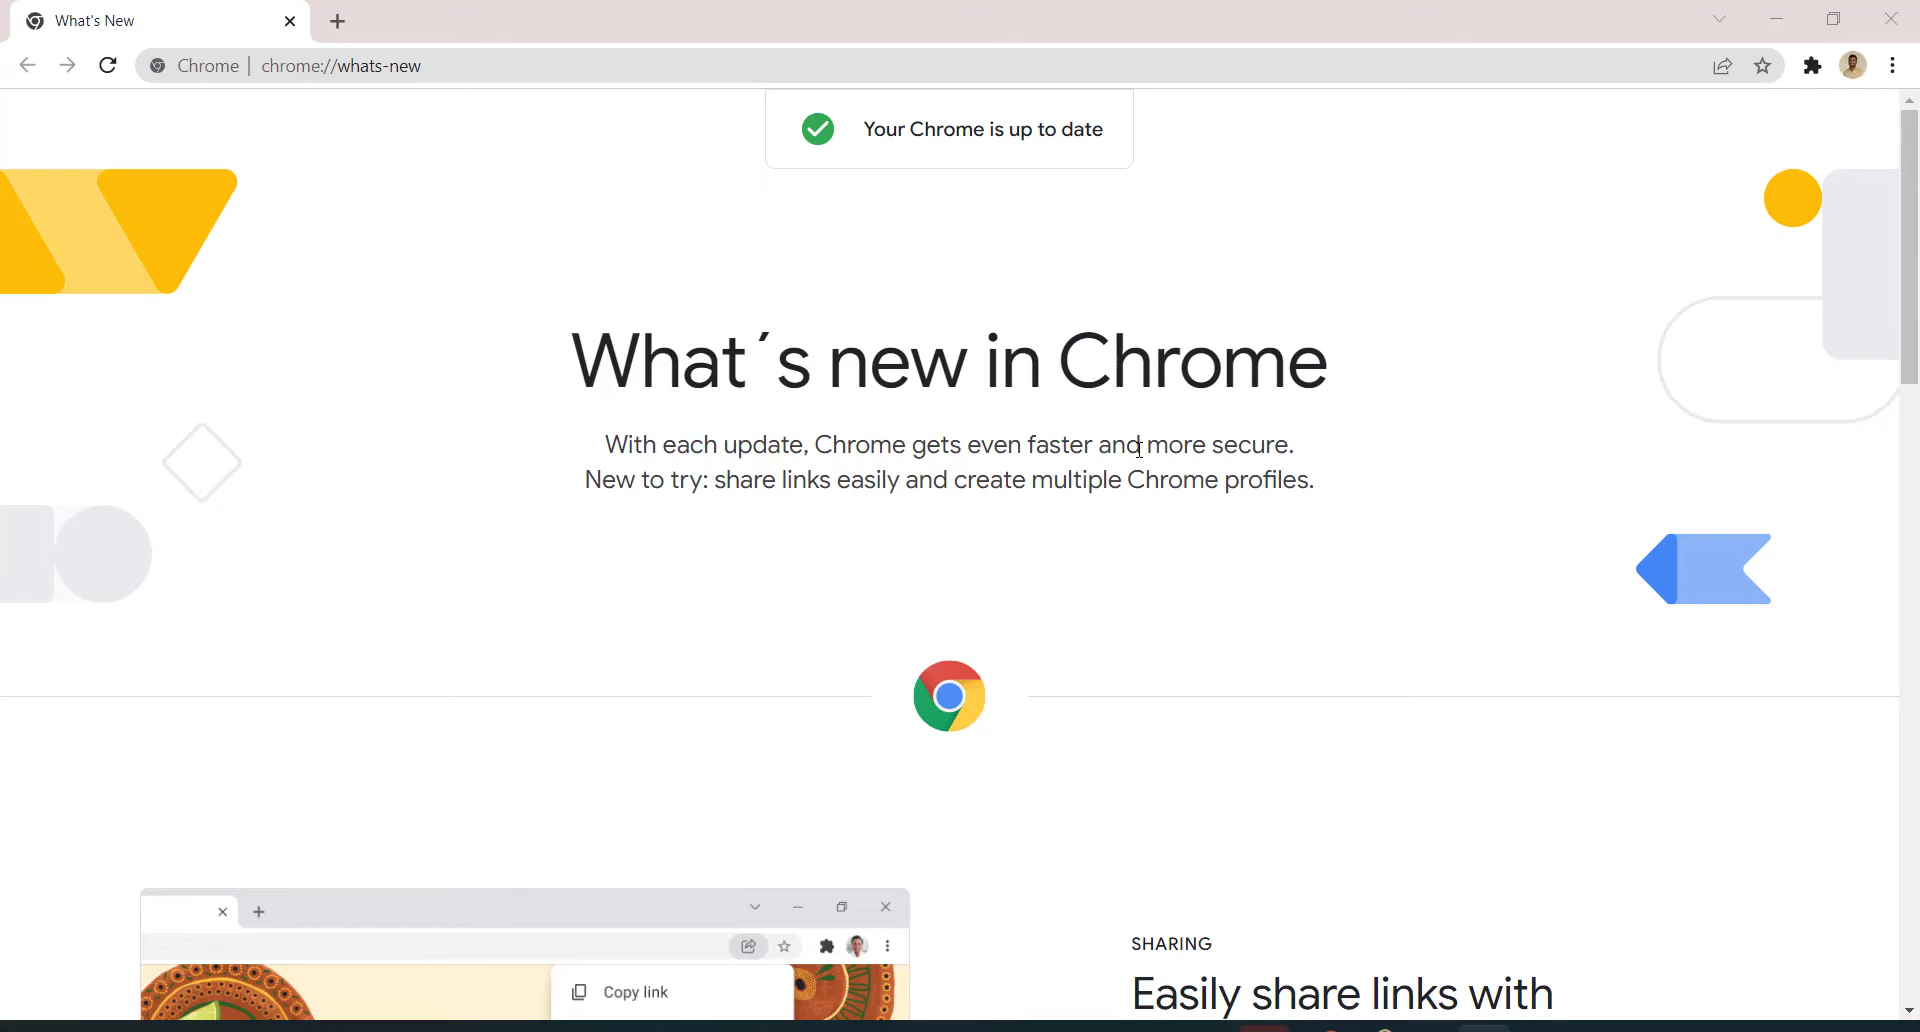 What's New
Chrome | chrome://whats-new
Your Chrome is up to date
What´s new in Chrome
With each update, Chrome gets even faster and more secure.
New to try: share links easily and create multiple Chrome profiles.
Copy link
SHARING
Easily share links with